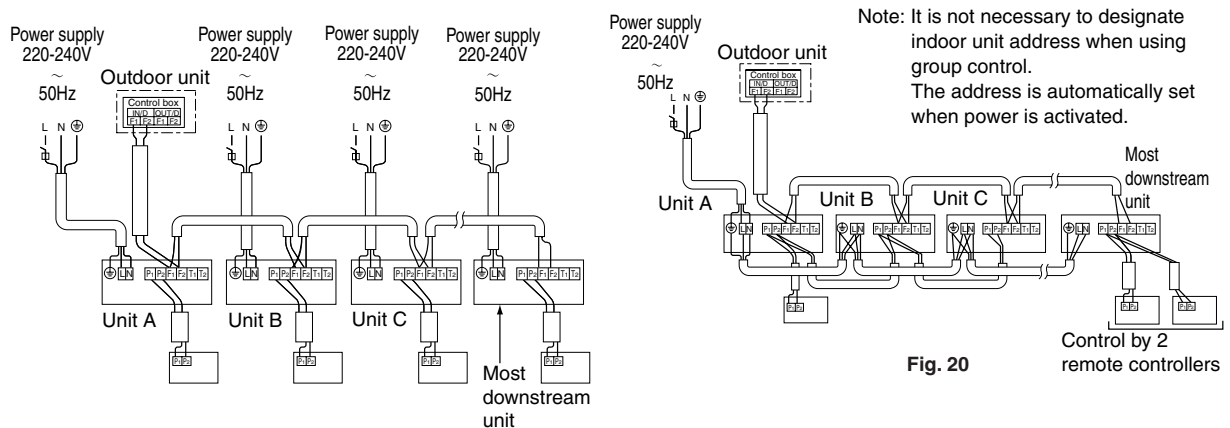 Power supply
220-240V
~
50Hz
L N
Outdoor unit
Control box
IN/D OUT/D
F1 F2 F1 F2
Power supply
220-240V
~
50Hz
L N
Power supply
220-240V
~
50Hz
L N
Power supply
220-240V
~
50Hz
L N
L N
P1 P2 F1 F2 T1 T2
L N
P1 P2 F1 F2 T1 T2
L N
P1 P2 F1 F2 T1 T2
L N
P1 P2 F1 F2 T1 T2
Unit A
Unit B
Unit C
P1 P2
P1 P2
P1 P2
P1 P2
Most
downstream
unit
Power supply
220-240V
~
50Hz
L N
Outdoor unit
Control box
IN/D OUT/D
F1 F2 F1 F2
Note: It is not necessary to designate
indoor unit address when using
group control.
The address is automatically set
when power is activated.
Unit A
Unit B
Unit C
Most
downstream
unit
L N
P1 P2 F1 F2 T1 T2
L N
P1 P2 F1 F2 T1 T2
L N
P1 P2 F1 F2 T1 T2
L N
P1 P2 F1 F2 T1 T2
P1 P2
P1 P2
P1 P2
Control by 2
remote controllers
Fig. 20